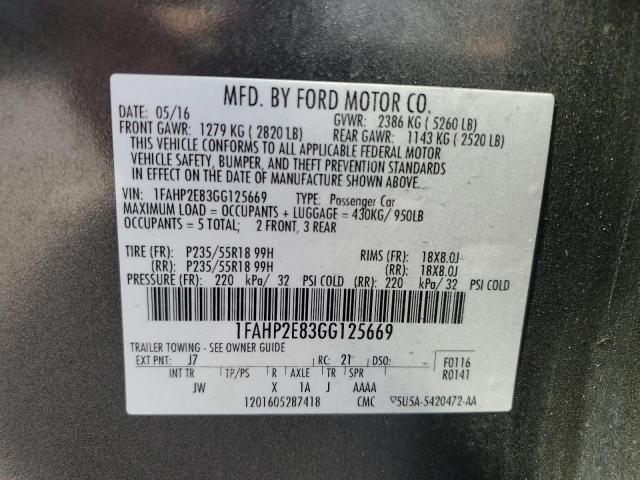 MFD. BY FORD MOTOR CO.
DATE: 05/16 GVWR: 2386 KG ( 5260 LB)
FRONT GAWR: 1279 KG ( 2820 LB) REAR GAWR: 1143 KG ( 2520 LB)
THIS VEHICLE CONFORMS TO ALL APPLICABLE FEDERAL MOTOR
VEHICLE SAFETY, BUMPER, AND THEFT PREVENTION STANDARDS
IN EFFECT ON THE DATE OF MANUFACTURE SHOWN ABOVE.
VIN: 1FAHP2E83GG125669 TYPE: Passenger Car
MAXIMUM LOAD = OCCUPANTS + LUGGAGE = 430KG/ 950LB
OCCUPANTS = 5 TOTAL; 2 FRONT, 3 REAR
TIRE (FR): P235/55R18 99H RIMS (FR): 18X8.0J
(RR): P235/55R18 99H (RR): 18X8.0J
PRESSURE (FR): 220 kPa/ 32 PSI COLD (RR): 220 kPa/ 32 PSI COLD
1FAHP2E83GG125669
TRAILER TOWING - SEE OWNER GUIDE
EXT PNT: J7 RC: 21 DSO: F0116
INT TR TP/PS R AXLE TR SPR R0141
JW X 1A J AAAA
1201605287418 CMC ▽5U5A-5420472-AA